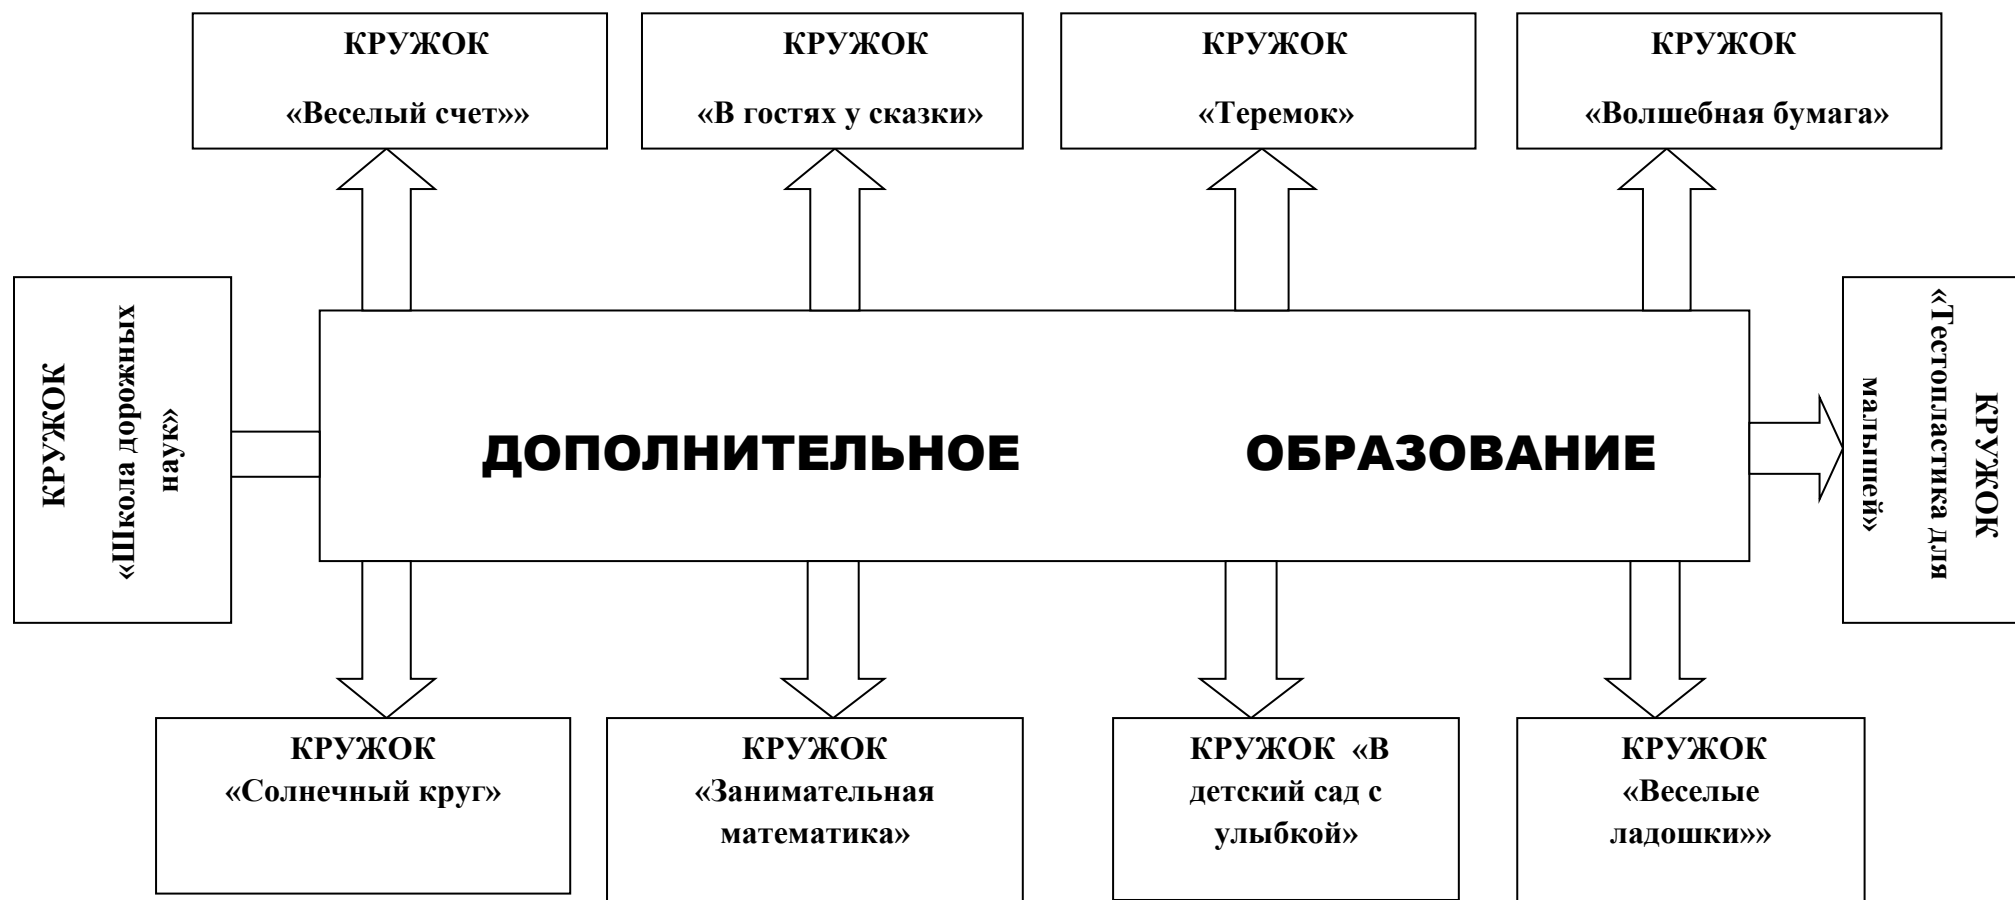 КРУЖОК
«Веселый счет»»
КРУЖОК
«В гостях у сказки»
КРУЖОК
«Теремок»
КРУЖОК
«Волшебная бумага»
КРУЖОК
«Школа дорожных
наук»
ДОПОЛНИТЕЛЬНОЕ ОБРАЗОВАНИЕ
КРУЖОК
«Тестопластика для
малышей»
КРУЖОК
«Солнечный круг»
КРУЖОК
«Занимательная
математика»
КРУЖОК «В
детский сад с
улыбкой»
КРУЖОК
«Веселые
ладошки»»